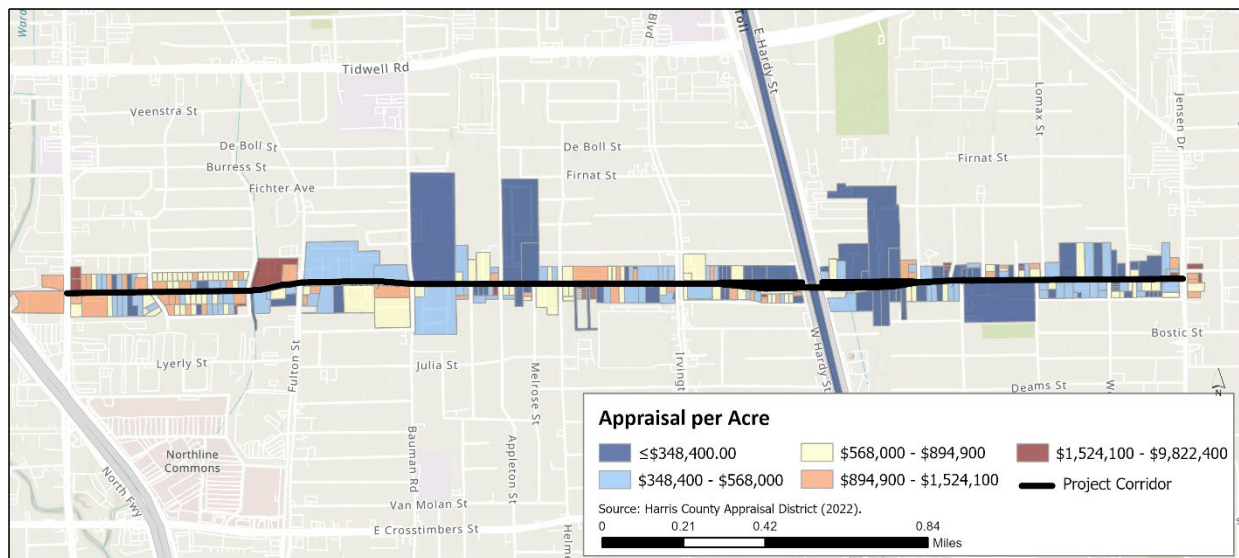 Tidwell Rd
Blvd
Toll
E Hardy St
Lomax St
Jensen Dr
Veenstra St
De Boll St
De Boll St
Burress St
Firnat St
Firnat St
Fichter Ave
Lyerly St
Fulton St
Julia St
Bauman Rd
Appleton St
Melrose St
Irvingt
W Hardy St
Bostic St
Deams St
Northline
Commons
North Fwy
Van Molan St
E Crosstimbers St
Helme
N
Appraisal per Acre
≤$348,400.00
$568,000 - $894,900
$1,524,100 - $9,822,400
$348,400 - $568,000
$894,900 - $1,524,100
Project Corridor
Source: Harris County Appraisal District (2022).
0 0.21 0.42 0.84
Miles